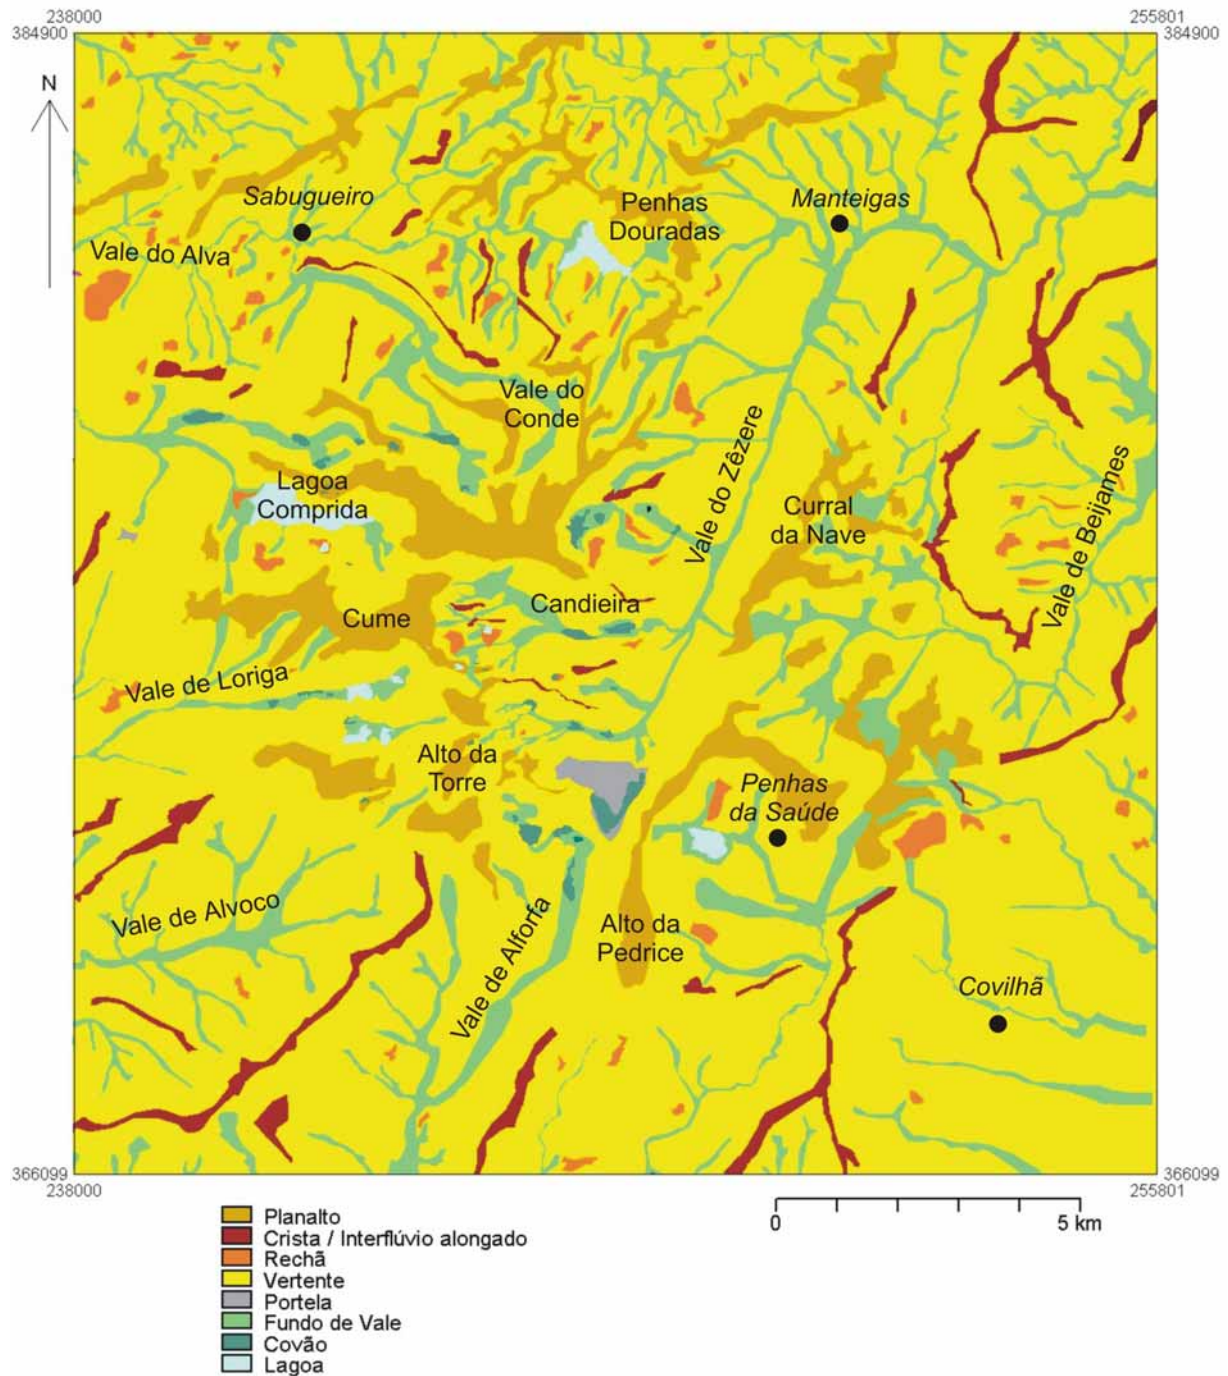 238000
255801
384900
384900
N
Sabugueiro
Penhas
Douradas
Manteigas
Vale do Alva
Vale do
Conde
Vale do Zêzere
Lagoa
Comprida
Curral
da Nave
Vale de Beijames
Candieira
Cume
Vale de Loriga
Alto da
Torre
Penhas
da Saúde
Vale de Alvoco
Vale de Alforfa
Alto da
Pedrice
Covilhã
366099
366099
238000
255801
0
5 km
Planalto
Crista / Interflúvio alongado
Rechã
Vertente
Portela
Fundo de Vale
Covão
Lagoa